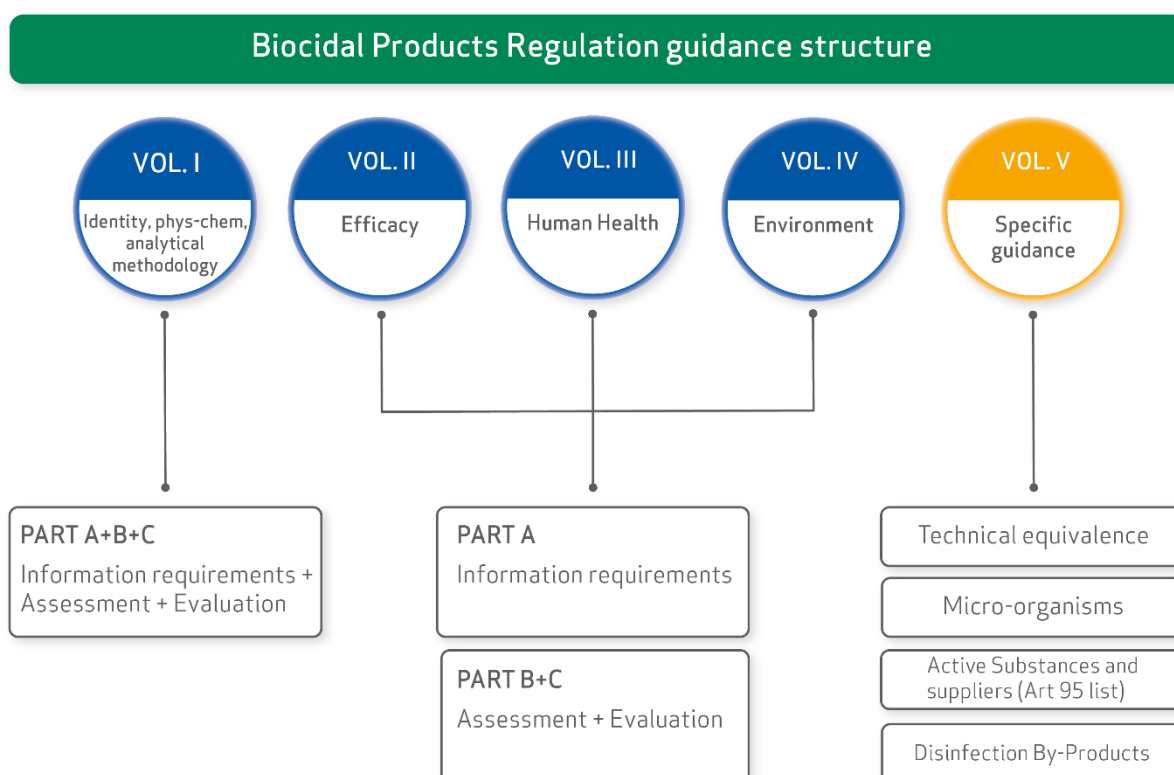 Biocidal Products Regulation guidance structure
VOL. I
Identity, phys-chem,
analytical
methodology
VOL. II
Efficacy
VOL. III
Human Health
VOL. IV
Environment
VOL. V
Specific
guidance
PART A+B+C
Information requirements +
Assessment + Evaluation
PART A
Information requirements
PART B+C
Assessment + Evaluation
Technical equivalence
Micro-organisms
Active Substances and
suppliers (Art 95 list)
Disinfection By-Products